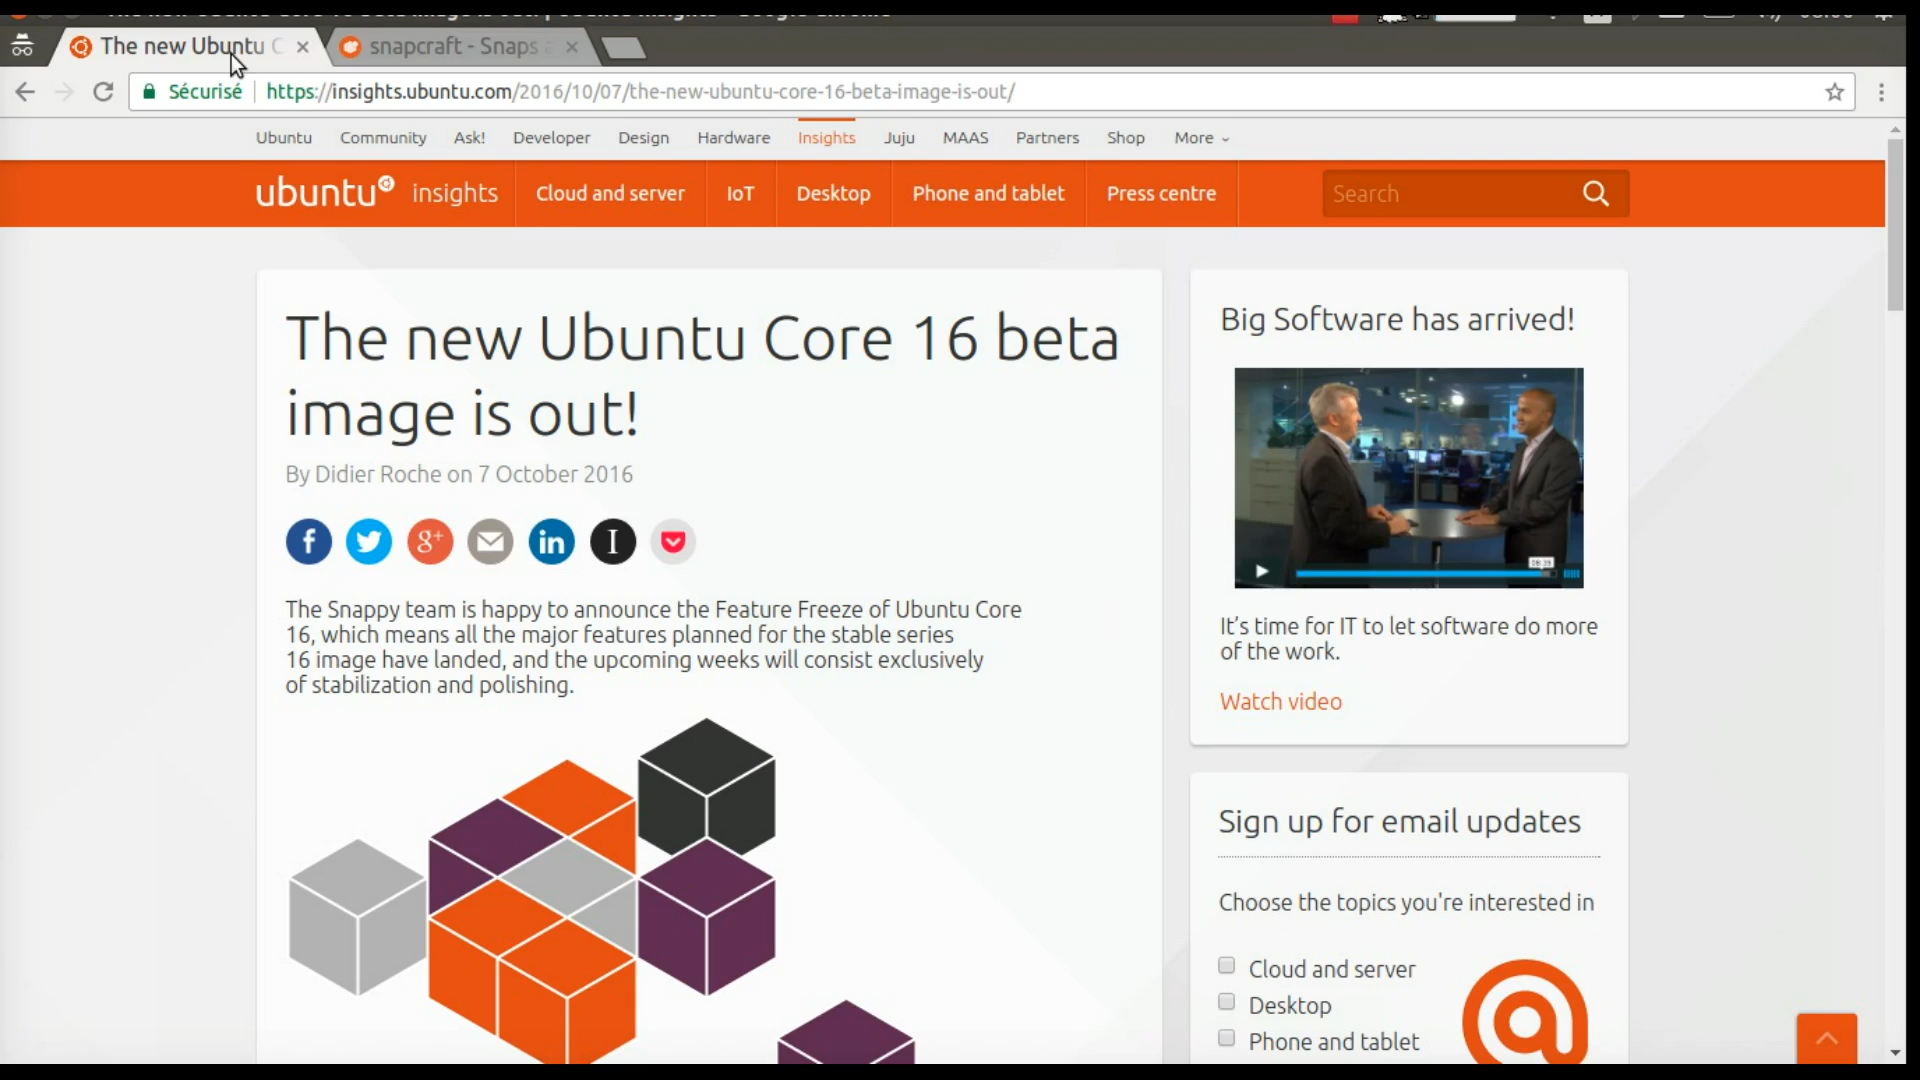 The new Ubuntu C
snapcraft - Snaps
Sécurisé
https://insights.ubuntu.com/2016/10/07/the-new-ubuntu-core-16-beta-image-is-out/
Ubuntu Community Ask! Developer Design Hardware Insights Juju MAAS Partners Shop More
ubuntu insights Cloud and server IoT Desktop Phone and tablet Press centre Search
The new Ubuntu Core 16 beta
image is out!
By Didier Roche on 7 October 2016
The Snappy team is happy to announce the Feature Freeze of Ubuntu Core
16, which means all the major features planned for the stable series
16 image have landed, and the upcoming weeks will consist exclusively
of stabilization and polishing.
Big Software has arrived!
It’s time for IT to let software do more
of the work.
Watch video
Sign up for email updates
Choose the topics you're interested in
Cloud and server
Desktop
Phone and tablet